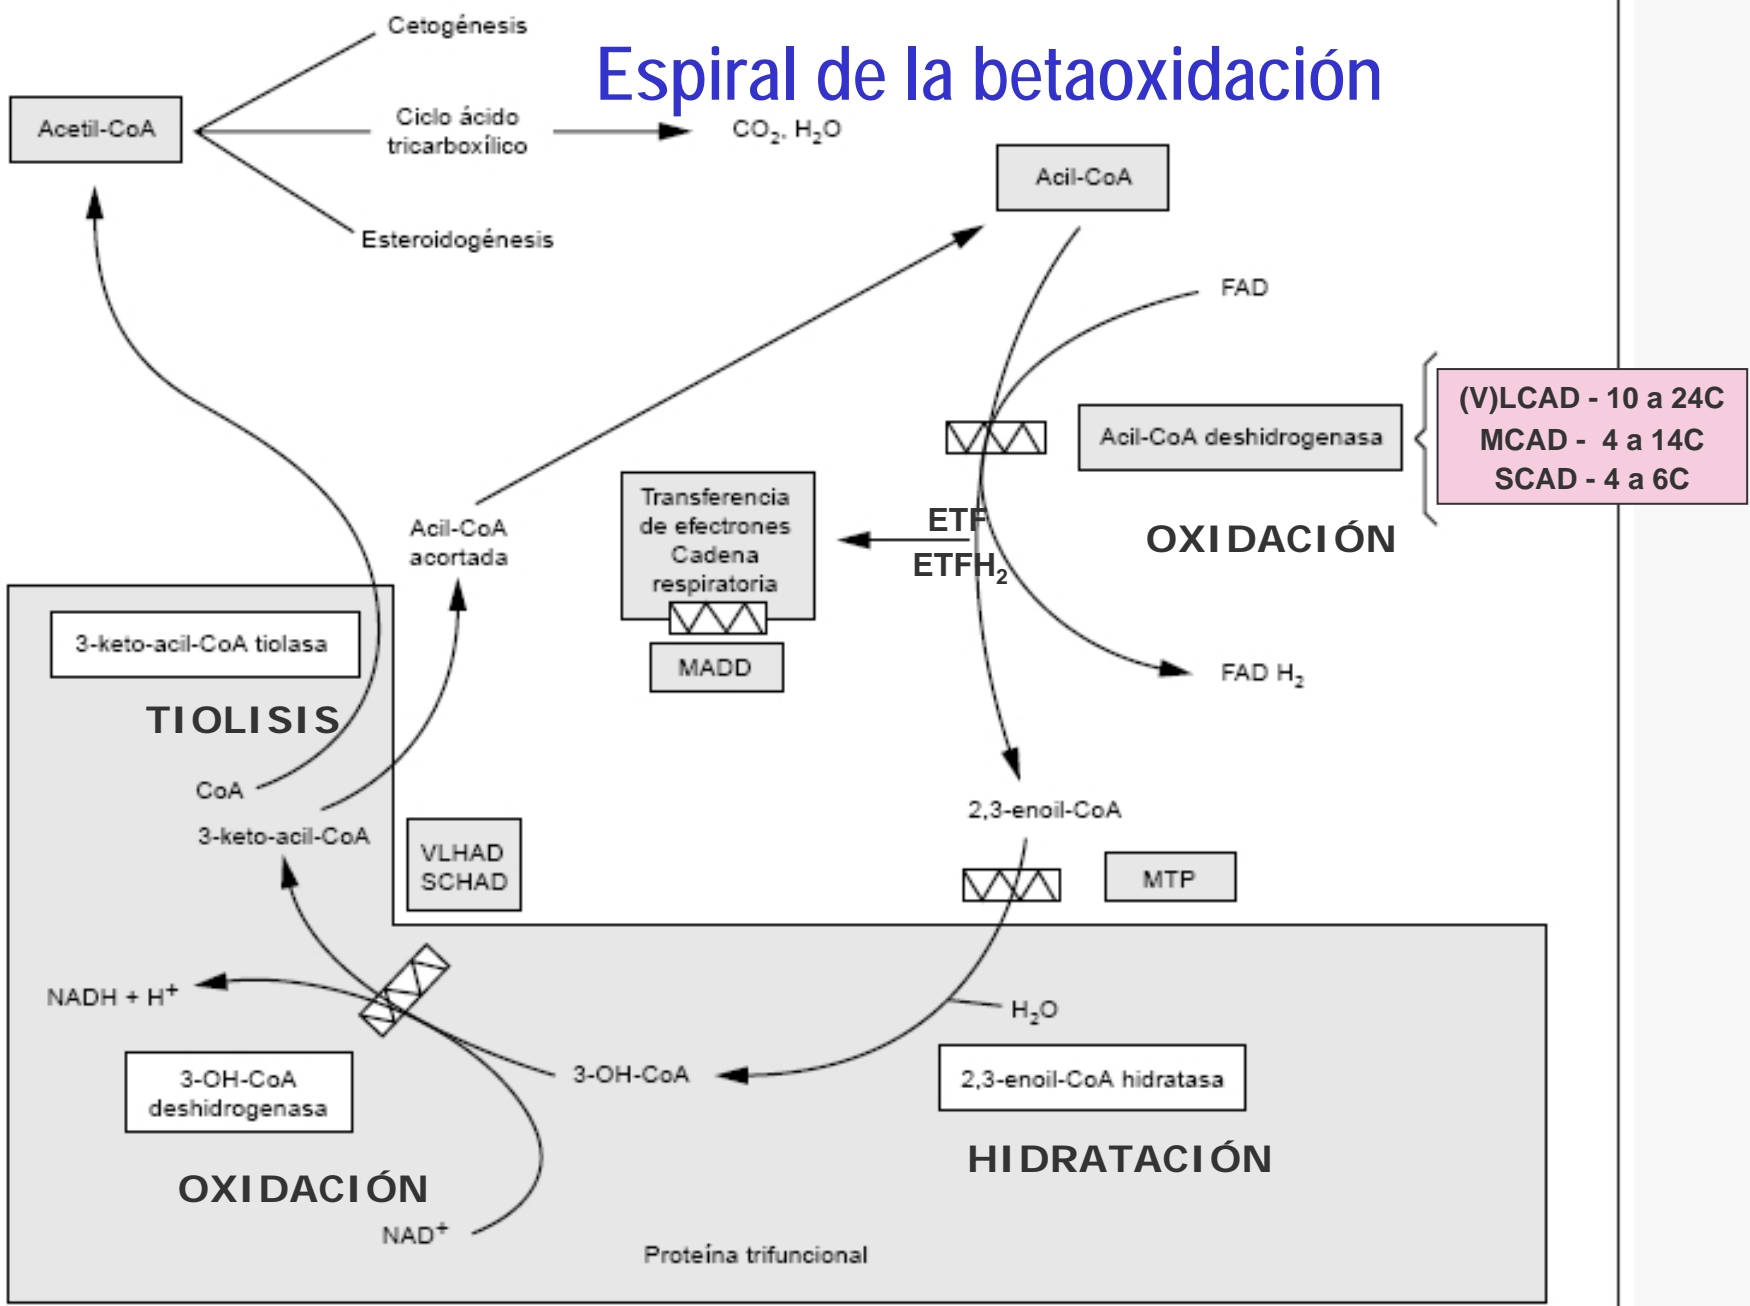 Cetogénesis
Espiral de la betaoxidación
Acetil-CoA
Ciclo ácido
tricarboxílico
CO₂, H₂O
Acil-CoA
Esteroidogénesis
FAD
(V)LCAD - 10 a 24C
MCAD - 4 a 14C
SCAD - 4 a 6C
Acil-CoA deshidrogenasa
Transferencia
de efectrones
Cadena
respiratoria
ETF
ETFH₂
OXIDACIÓN
Acil-CoA
acortada
3-keto-acil-CoA tiolasa
MADD
FAD H₂
TIOLISIS
CoA
3-keto-acil-CoA
2,3-enoil-CoA
VLHAD
SCHAD
MTP
NADH + H⁺
H₂O
3-OH-CoA
deshidrogenasa
3-OH-CoA
2,3-enoil-CoA hidratasa
HIDRATACIÓN
OXIDACIÓN
NAD⁺
Proteína trifuncional